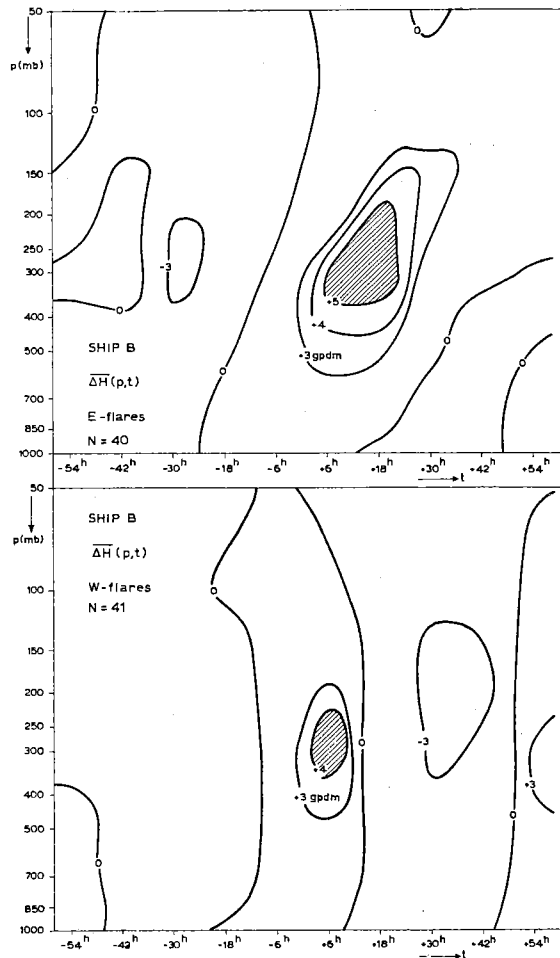 50
p(mb)
100
150
200
250
300
400
500
700
850
1000
0
0
0
-3
0
+5
+4
+3 gpdm
0
0
SHIP B
ΔH (p,t)
E-flares
N = 40
-54h -42h -30h -18h -6h +6h +18h +30h +42h +54h
t
50
p(mb)
100
150
200
250
300
400
500
700
850
1000
SHIP B
ΔH (p,t)
W-flares
N = 41
0
0
-3
+4
+3 gpdm
+3
0
0
-54h -42h -30h -18h -6h +6h +18h +30h +42h +54h
t